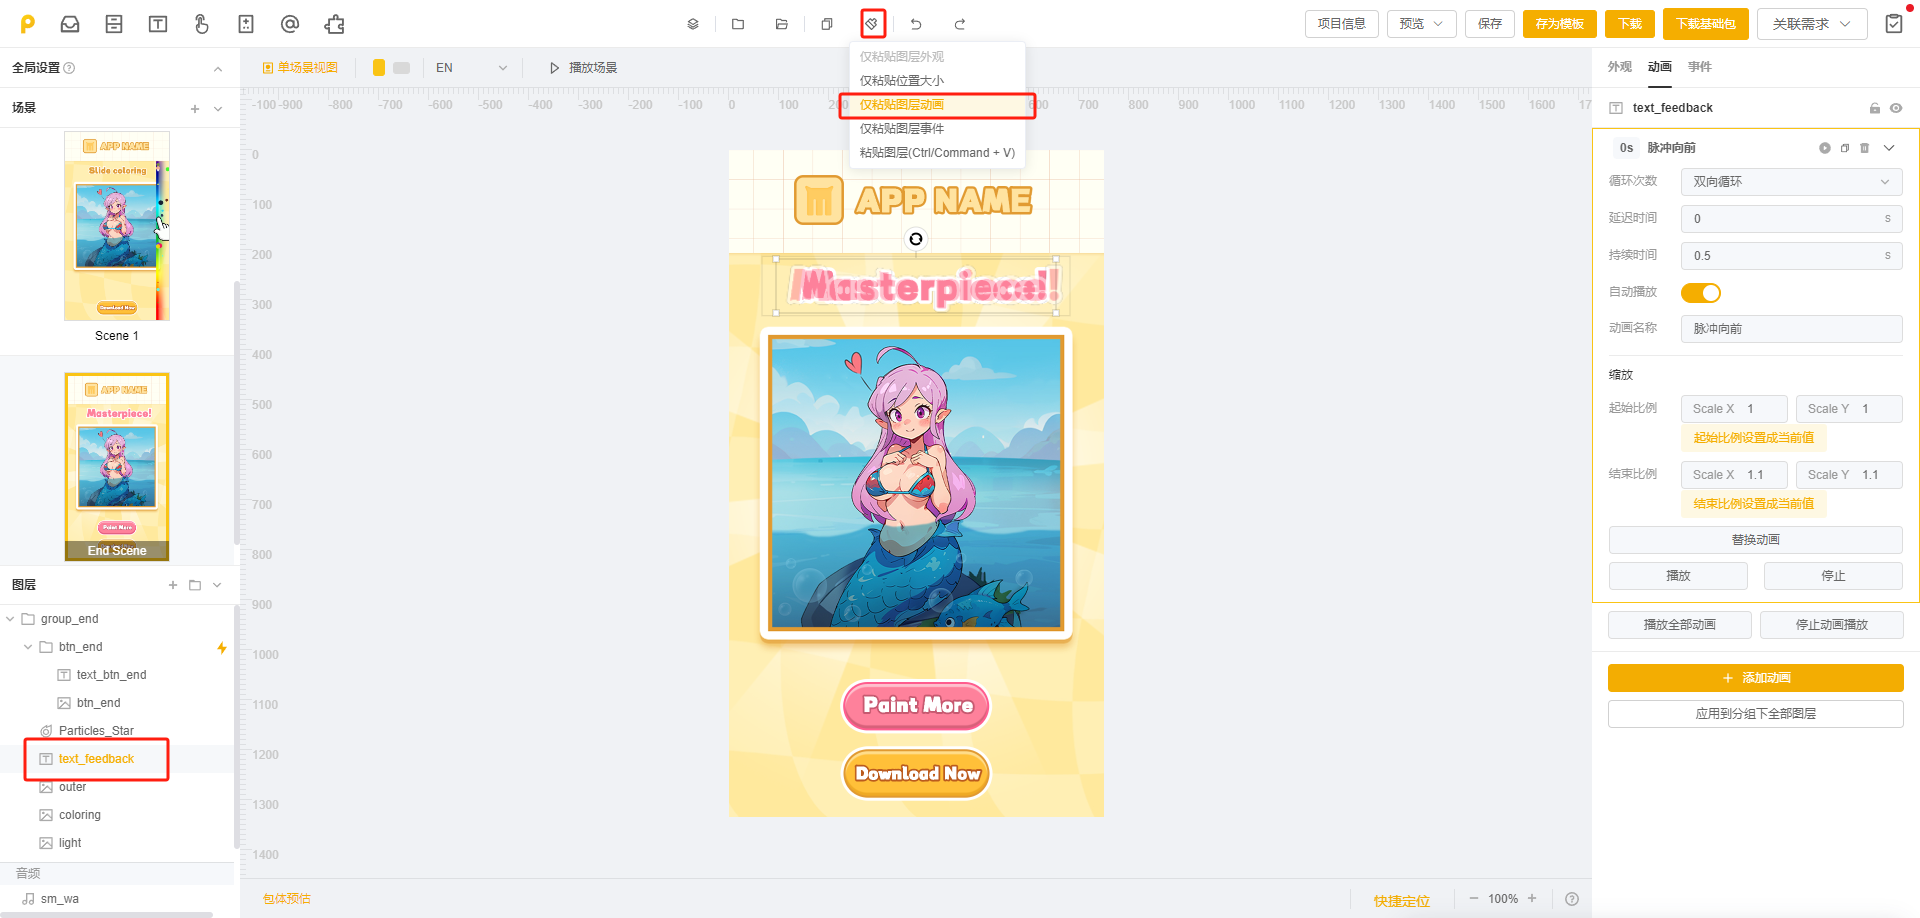 项目信息
预览
保存
存为模板
下载
下载基础包
关联需求
全局设置
单场景视图
EN
播放场景
仅粘贴图层外观
仅粘贴位置大小
仅粘贴图层动画
仅粘贴图层事件
粘贴图层(Ctrl/Command + V)
外观 动画 事件
场景
-100 -900 -800 -700 -600 -500 -400 -300 -200 -100 0 100 600 700 800 900 1000 1100 1200 1300 1400 1500 1600
0
100
200
300
400
500
600
700
800
900
1000
1100
1200
1300
1400
APP NAME
Slide coloring
Download Now
Scene 1
APP NAME
Masterpiece!
Paint More
End Scene
图层
group_end
btn_end
text_btn_end
btn_end
Particles_Star
text_feedback
outer
coloring
light
音频
sm_wa
APP NAME
Masterpiece!
Paint More
Download Now
包体预估
快捷定位
100%
text_feedback
0s 脉冲向前
循环次数 双向循环
延迟时间 0 s
持续时间 0.5 s
自动播放
动画名称 脉冲向前
缩放
起始比例 Scale X 1 Scale Y 1
起始比例设置成当前值
结束比例 Scale X 1.1 Scale Y 1.1
结束比例设置成当前值
替换动画
播放 停止
播放全部动画 停止动画播放
添加动画
应用到分组下全部图层